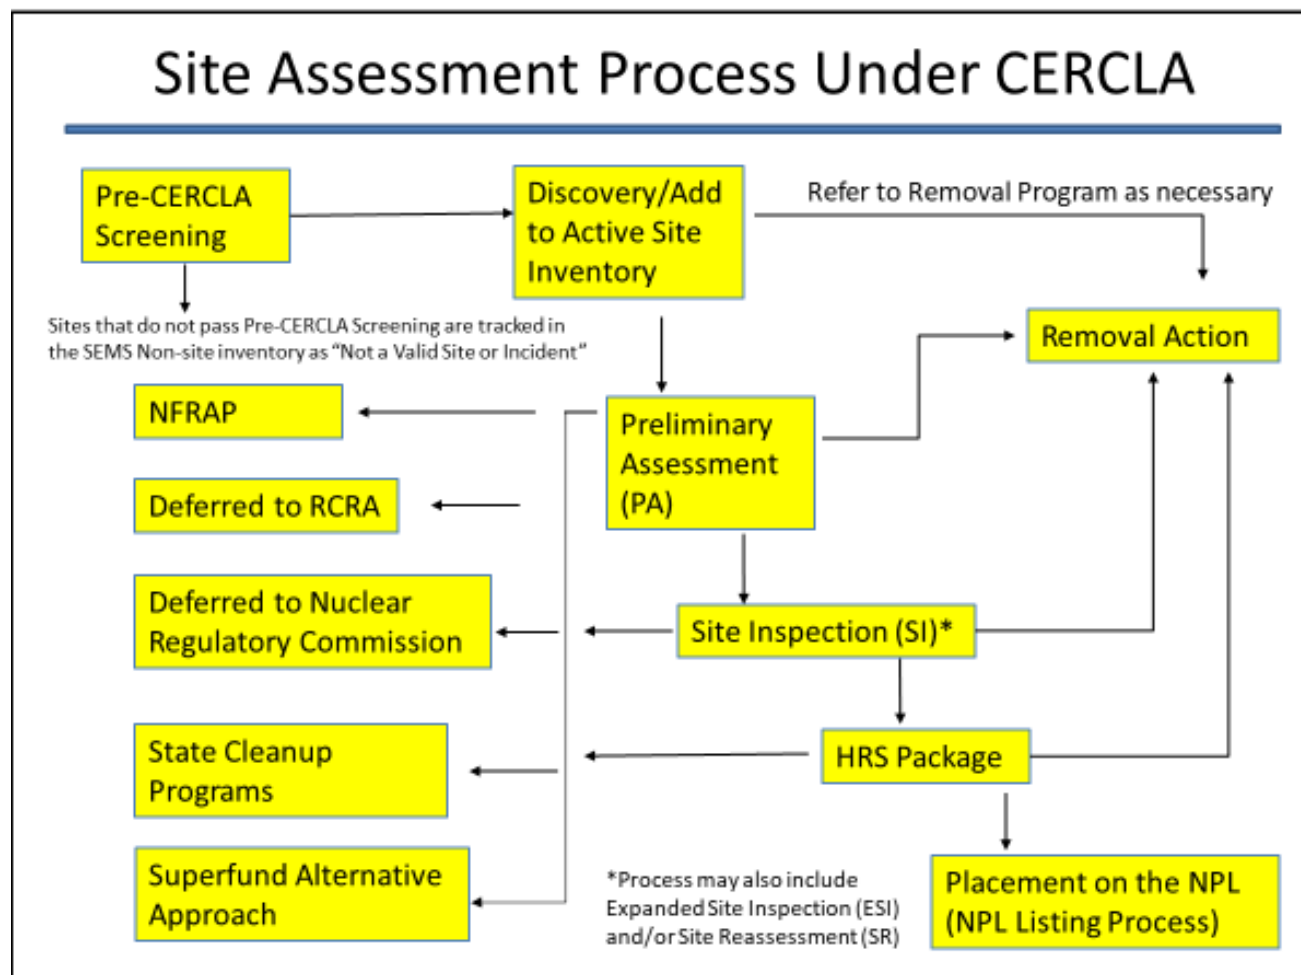 Site Assessment Process Under CERCLA
Pre-CERCLA
Screening
Discovery/Add
to Active Site
Inventory
Refer to Removal Program as necessary
Sites that do not pass Pre-CERCLA Screening are tracked in
the SEMS Non-site inventory as “Not a Valid Site or Incident”
Removal Action
NFRAP
Preliminary
Assessment
(PA)
Deferred to RCRA
Deferred to Nuclear
Regulatory Commission
Site Inspection (SI)*
State Cleanup
Programs
HRS Package
Superfund Alternative
Approach
*Process may also include
Expanded Site Inspection (ESI)
and/or Site Reassessment (SR)
Placement on the NPL
(NPL Listing Process)